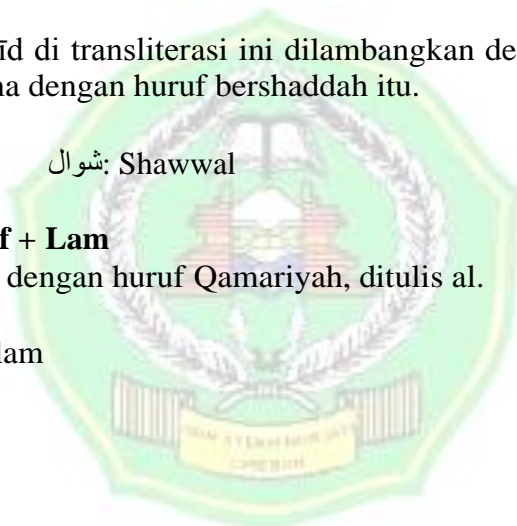 īd di transliterasi ini dilambangkan de
na dengan huruf bershaddah itu.
شوال: Shawwal
f + Lam
dengan huruf Qamariyah, ditulis al.
lam
CIREBON